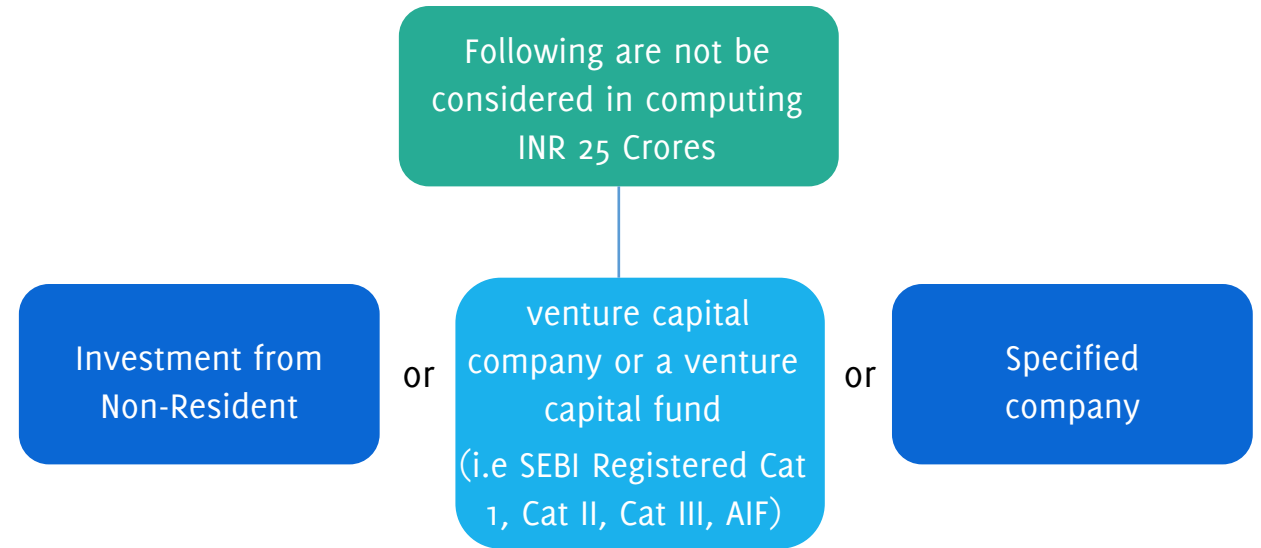 Following are not be
considered in computing
INR 25 Crores
Investment from
Non-Resident
or
venture capital
company or a venture
capital fund
(i.e SEBI Registered Cat
1, Cat II, Cat III, AIF)
or
Specified
company